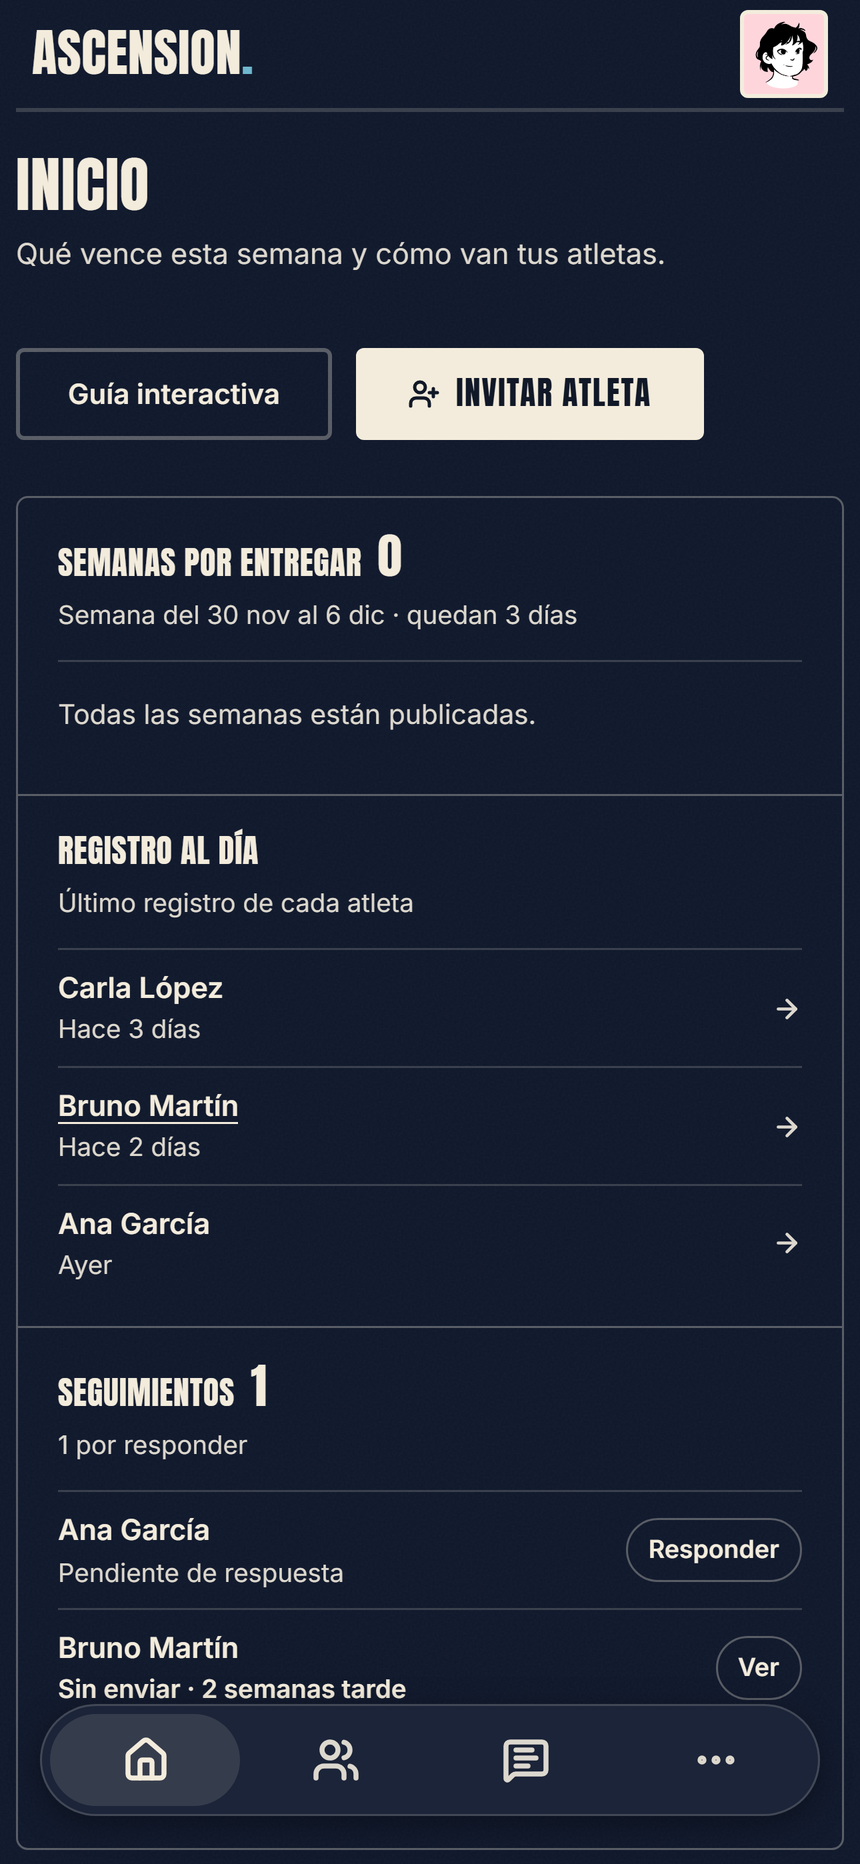 ASCENSION.
INICIO
Qué vence esta semana y cómo van tus atletas.
Guía interactiva
INVITAR ATLETA
SEMANAS POR ENTREGAR 0
Semana del 30 nov al 6 dic · quedan 3 días
Todas las semanas están publicadas.
REGISTRO AL DÍA
Último registro de cada atleta
Carla López
Hace 3 días
Bruno Martín
Hace 2 días
Ana García
Ayer
SEGUIMIENTOS 1
1 por responder
Ana García
Pendiente de respuesta
Responder
Bruno Martín
Sin enviar · 2 semanas tarde
Ver